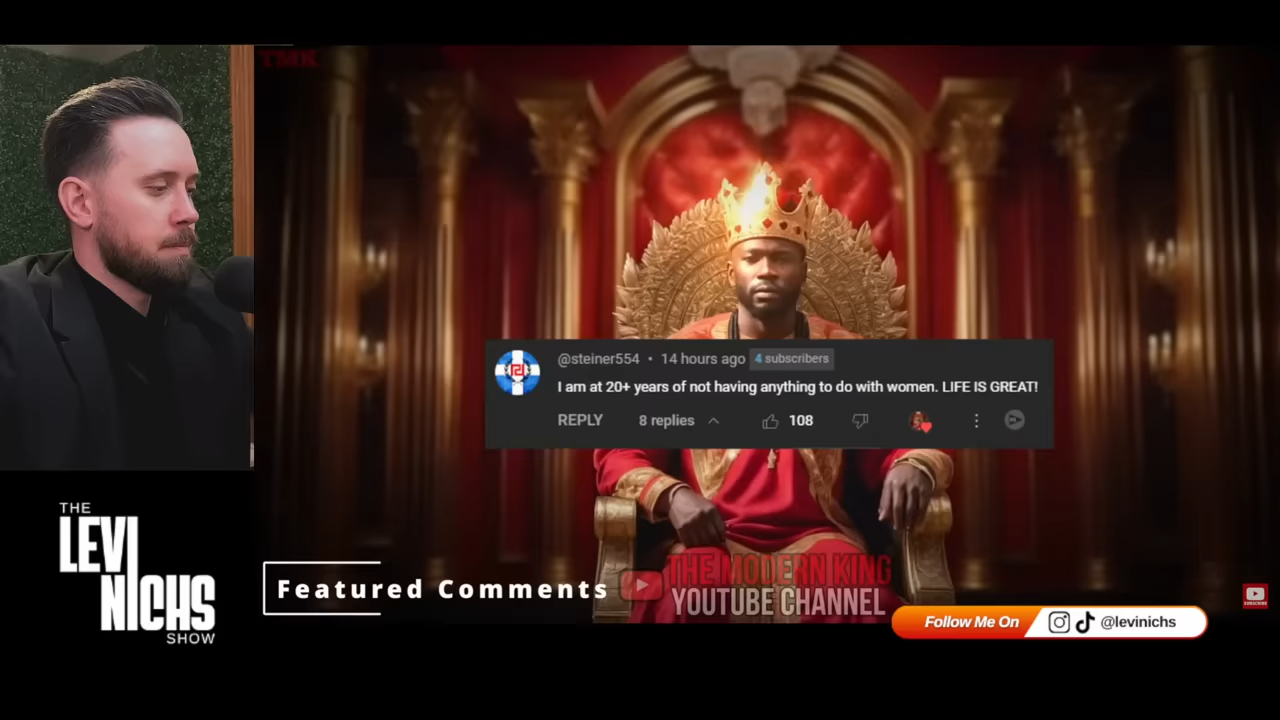 TMK
@steiner554 • 14 hours ago 4 subscribers
I am at 20+ years of not having anything to do with women. LIFE IS GREAT!
REPLY 8 replies 108
THE
LEVI
NICHS
SHOW
Featured Comments
THE MODERN KING
YOUTUBE CHANNEL
Follow Me On @levinichs
SUBSCRIBE